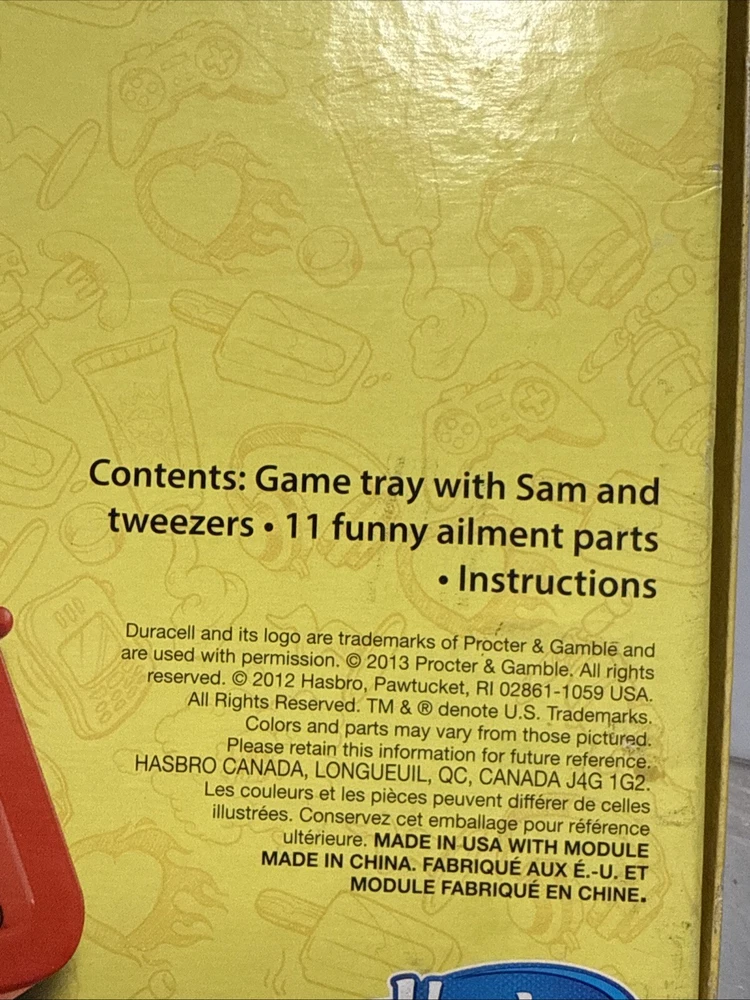 Contents: Game tray with Sam and
tweezers • 11 funny ailment parts
• Instructions
Duracell and its logo are trademarks of Procter & Gamble and
are used with permission. © 2013 Procter & Gamble. All rights
reserved. © 2012 Hasbro, Pawtucket, RI 02861-1059 USA.
All Rights Reserved. TM & ® denote U.S. Trademarks.
Colors and parts may vary from those pictured.
Please retain this information for future reference.
HASBRO CANADA, LONGUEUIL, QC, CANADA J4G 1G2.
Les couleurs et les pièces peuvent différer de celles
illustrées. Conservez cet emballage pour référence
ultérieure. MADE IN USA WITH MODULE
MADE IN CHINA. FABRIQUÉ AUX É.-U. ET
MODULE FABRIQUÉ EN CHINE.